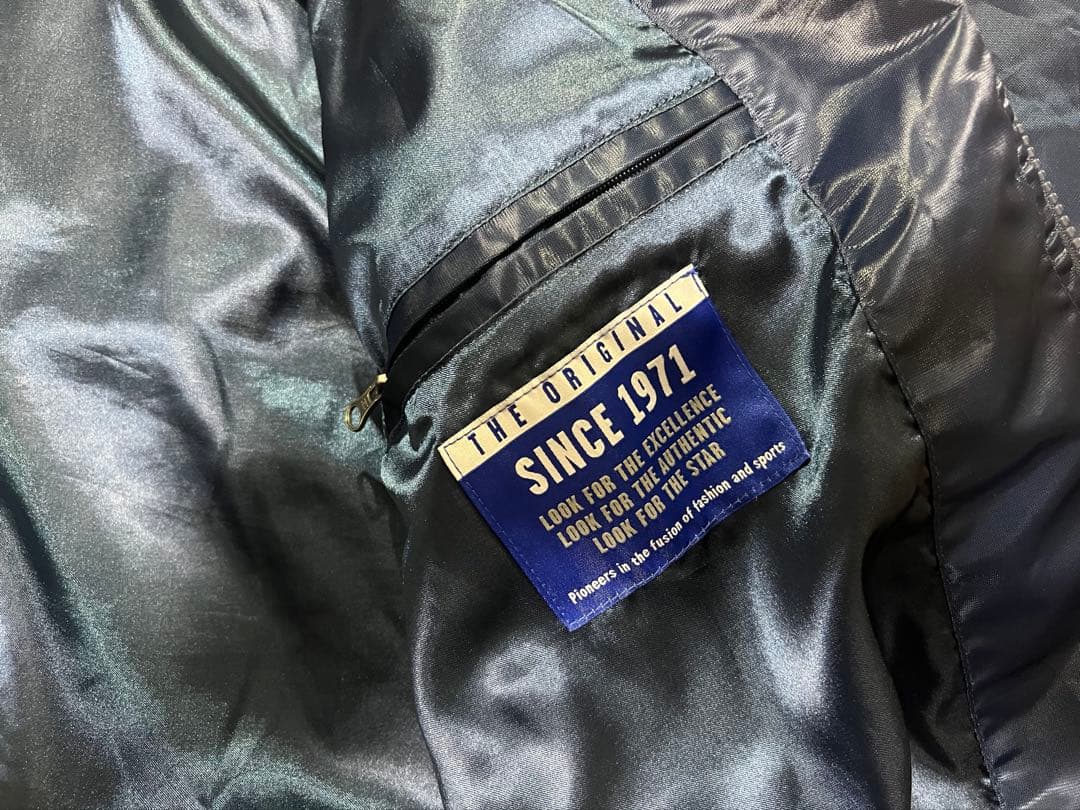 THE ORIGINAL
SINCE 1971
LOOK FOR THE EXCELLENCE
LOOK FOR THE AUTHENTIC
LOOK FOR THE STAR
Pioneers in the fusion of fashion and sports